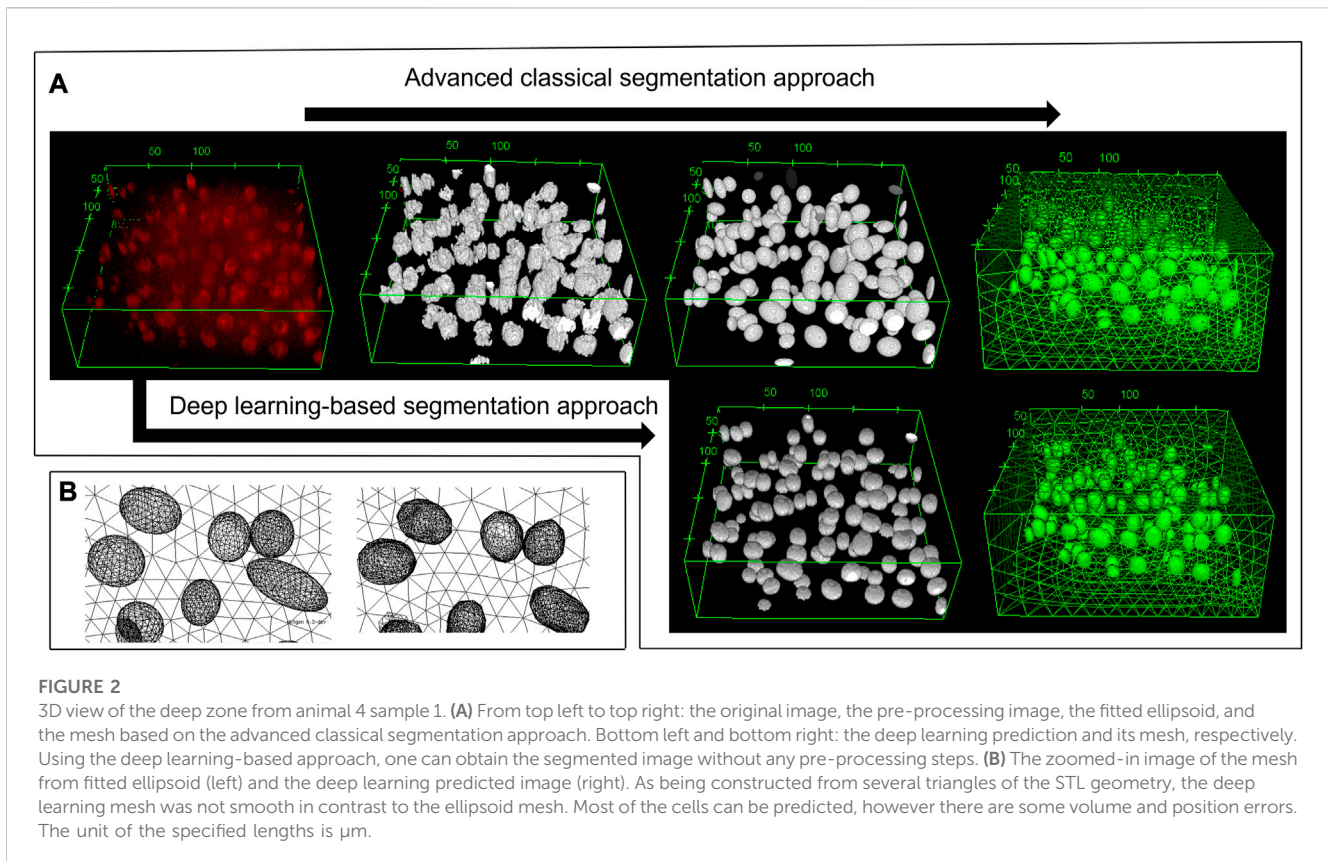 A
Advanced classical segmentation approach
50
100
50
100
50
100
50
100
50
100
50
100
50
100
50
100
Deep learning-based segmentation approach
50
100
50
100
50
100
50
100
B
FIGURE 2
3D view of the deep zone from animal 4 sample 1. (A) From top left to top right: the original image, the pre-processing image, the fitted ellipsoid, and
the mesh based on the advanced classical segmentation approach. Bottom left and bottom right: the deep learning prediction and its mesh, respectively.
Using the deep learning-based approach, one can obtain the segmented image without any pre-processing steps. (B) The zoomed-in image of the mesh
from fitted ellipsoid (left) and the deep learning predicted image (right). As being constructed from several triangles of the STL geometry, the deep
learning mesh was not smooth in contrast to the ellipsoid mesh. Most of the cells can be predicted, however there are some volume and position errors.
The unit of the specified lengths is µm.